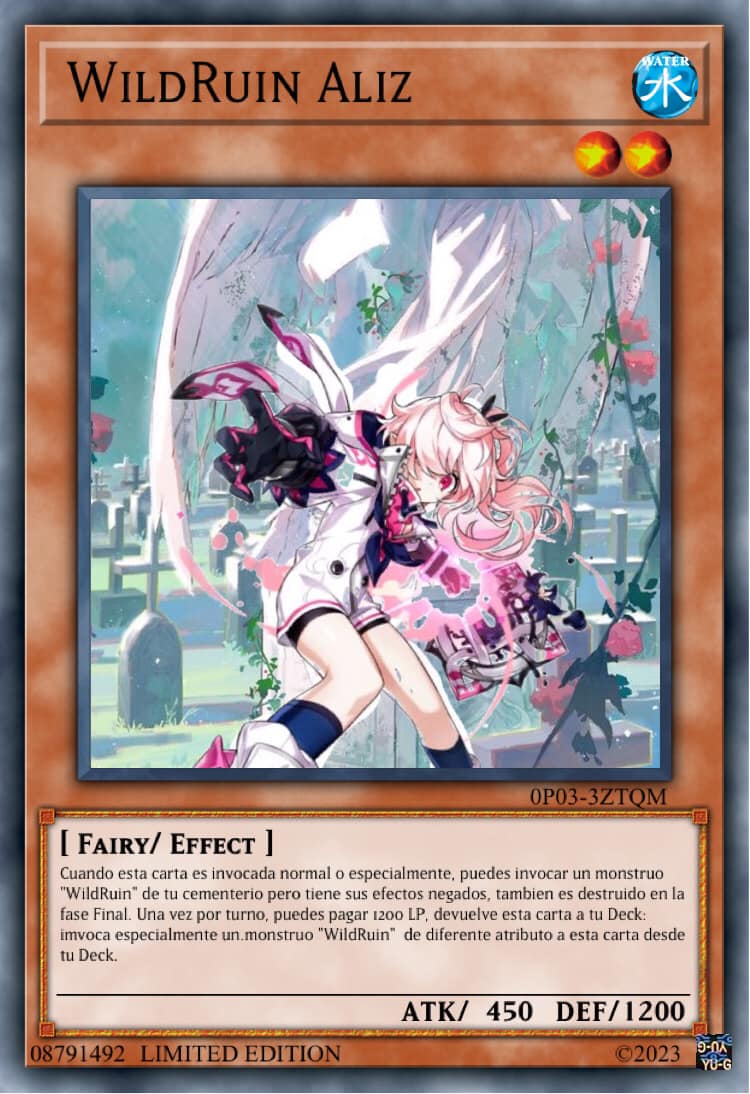 WildRuin Aliz
WATER
水
0P03-3ZTQM
[ Fairy/ Effect ]
Cuando esta carta es invocada normal o especialmente, puedes invocar un monstruo
"WildRuin" de tu cementerio pero tiene sus efectos negados, tambien es destruido en la
fase Final. Una vez por turno, puedes pagar 1200 LP, devuelve esta carta a tu Deck:
imvoca especialmente un.monstruo "WildRuin" de diferente atributo a esta carta desde
tu Deck.
ATK/ 450 DEF/1200
08791492 LIMITED EDITION
©2023
YU-G
YU-G